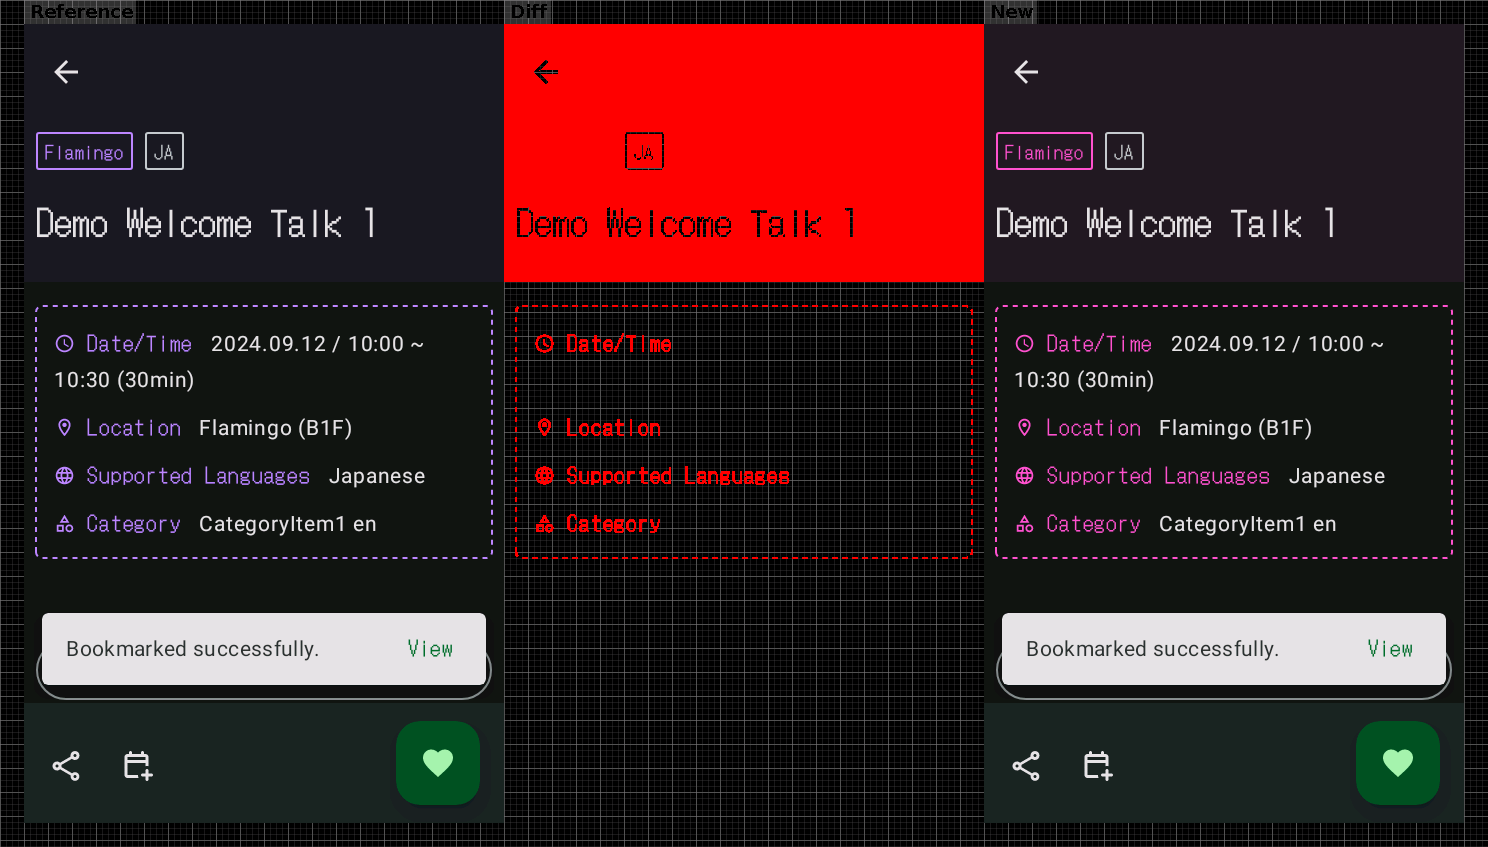 Reference
Diff
New
Flamingo JA
Demo Welcome Talk 1
Date/Time 2024.09.12 / 10:00 ~
10:30 (30min)
Location Flamingo (B1F)
Supported Languages Japanese
Category CategoryItem1 en
Bookmarked successfully. View
JA
Demo Welcome Talk 1
Date/Time
Location
Supported Languages
Category
Flamingo JA
Demo Welcome Talk 1
Date/Time 2024.09.12 / 10:00 ~
10:30 (30min)
Location Flamingo (B1F)
Supported Languages Japanese
Category CategoryItem1 en
Bookmarked successfully. View